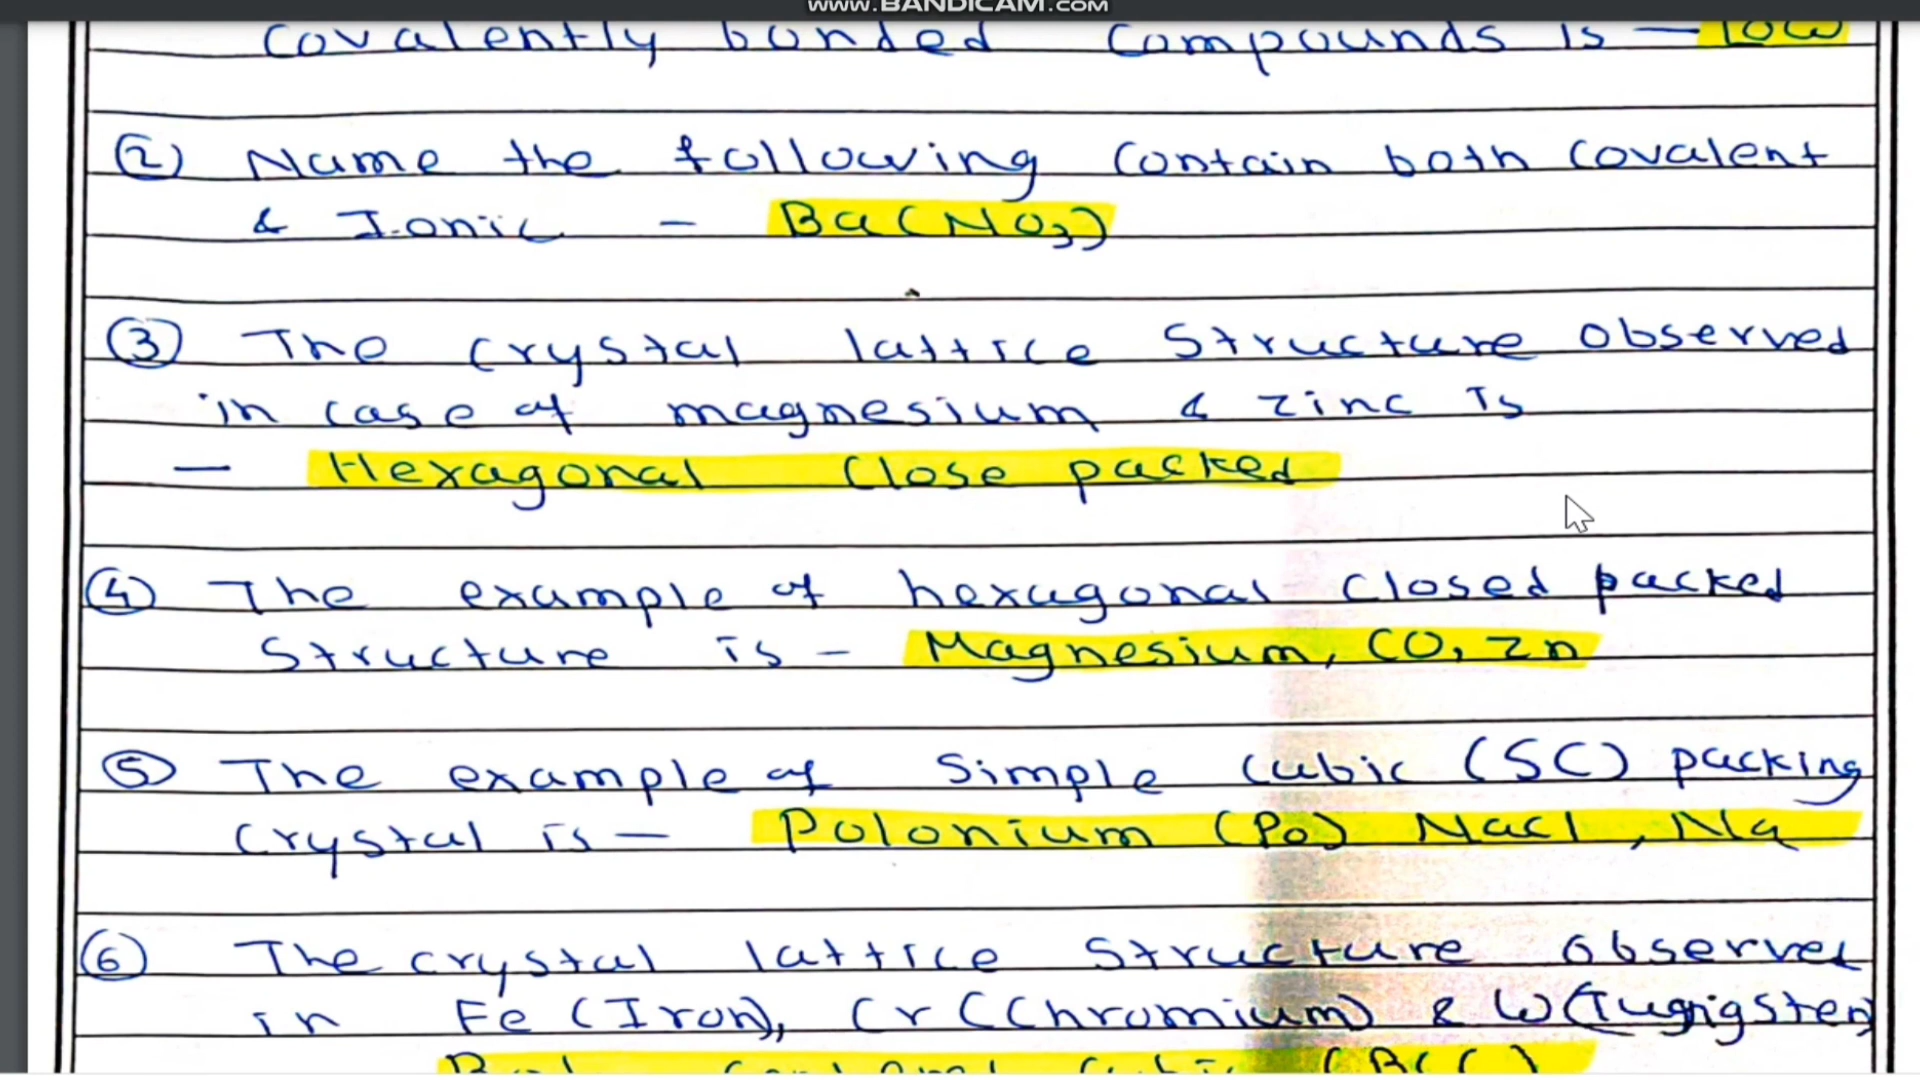 WWW.BANDICAM.COM
Covalently bonded compounds is — low
② Name the following contain both covalent
& Ionic – Ba(NO₃)
③ The crystal lattice structure observed
in case of magnesium & zinc is
— Hexagonal close packed
④ The example of hexagonal closed packed
structure is – Magnesium, CO, Zn
⑤ The example of simple cubic (SC) packing
crystal is — Polonium (Po) Nacl, Na
⑥ The crystal lattice structure observed
in Fe (Iron), Cr (Chromium) & W
(BCC)